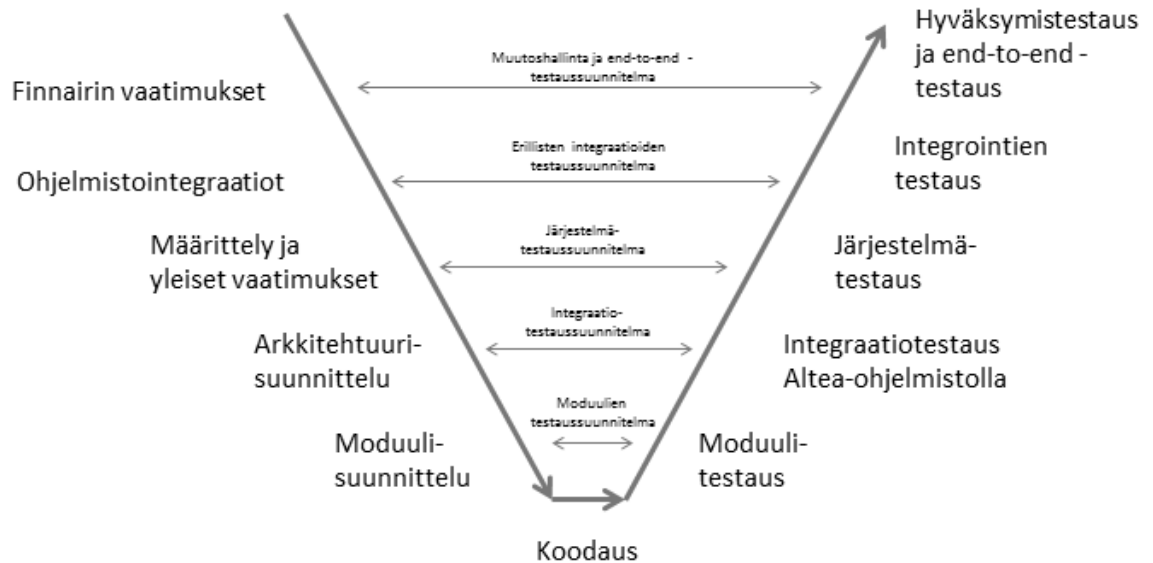 Hyväksymistestaus
ja end-to-end -
testaus
Muutoshallinta ja end-to-end -
testaussuunnitelma
Finnairin vaatimukset
Erillisten integraatioiden
testaussuunnitelma
Integrointien
testaus
Ohjelmistointegraatiot
Järjestelmä-
testaussuunnitelma
Määrittely ja
yleiset vaatimukset
Järjestelmä-
testaus
Integraatio-
testaussuunnitelma
Arkkitehtuuri-
suunnittelu
Integraatiotestaus
Altea-ohjelmistolla
Moduulien
testaussuunnitelma
Moduuli-
suunnittelu
Moduuli-
testaus
Koodaus